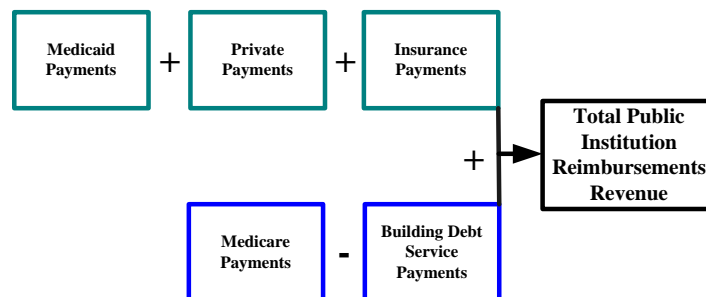 Medicaid
Payments
+
Private
Payments
+
Insurance
Payments
+
Total Public
Institution
Reimbursements
Revenue
Medicare
Payments
-
Building Debt
Service
Payments